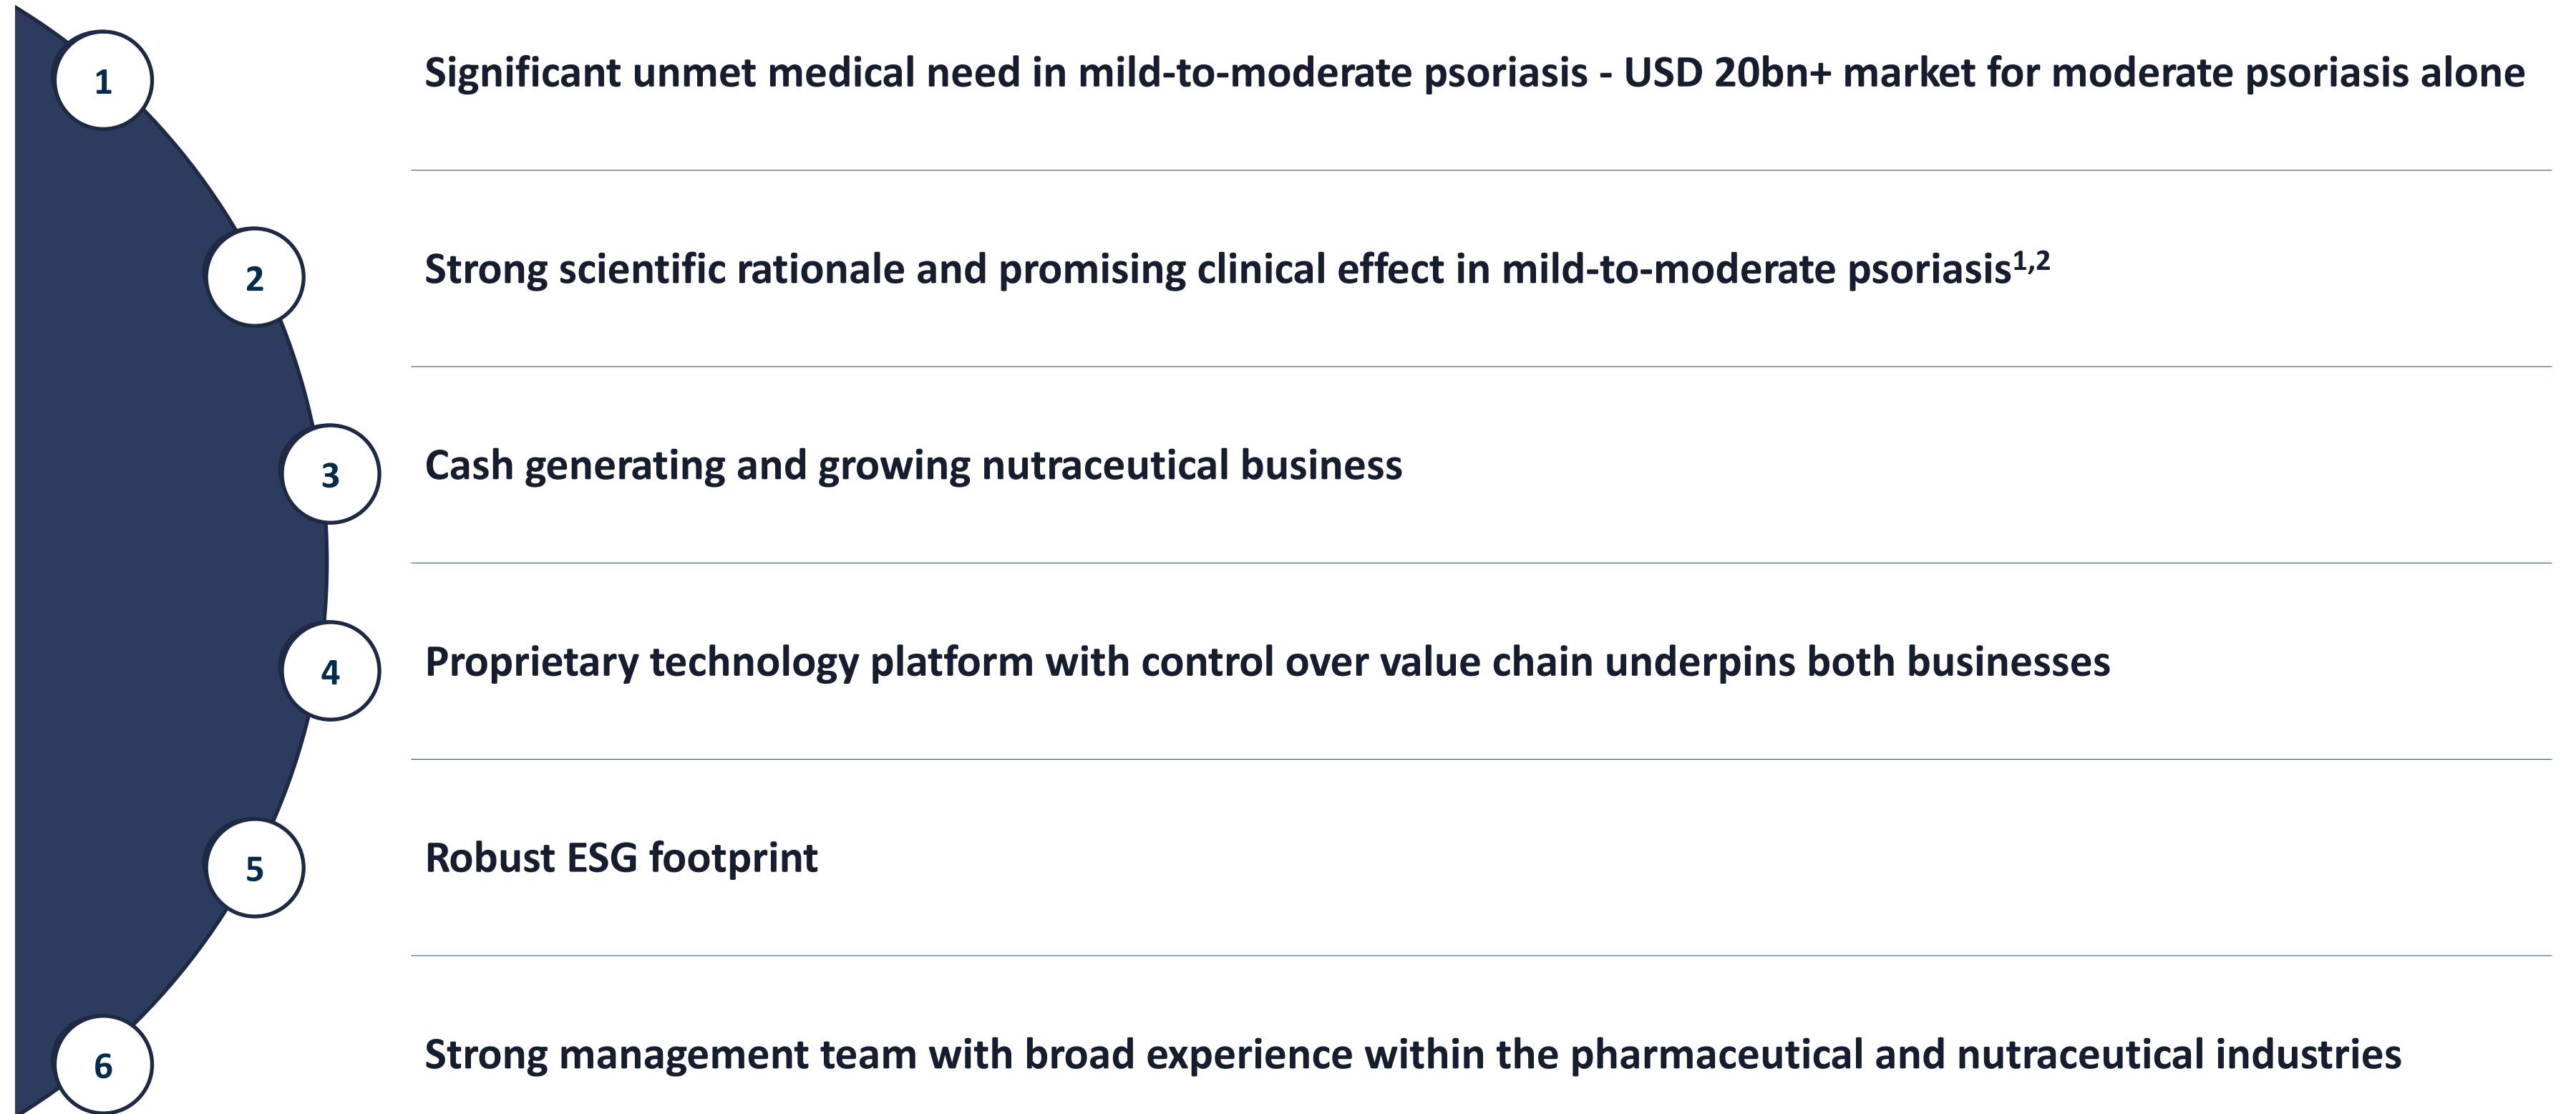 1
Significant unmet medical need in mild-to-moderate psoriasis - USD 20bn+ market for moderate psoriasis alone
2
Strong scientific rationale and promising clinical effect in mild-to-moderate psoriasis1,2
3
Cash generating and growing nutraceutical business
4
Proprietary technology platform with control over value chain underpins both businesses
5
Robust ESG footprint
6
Strong management team with broad experience within the pharmaceutical and nutraceutical industries